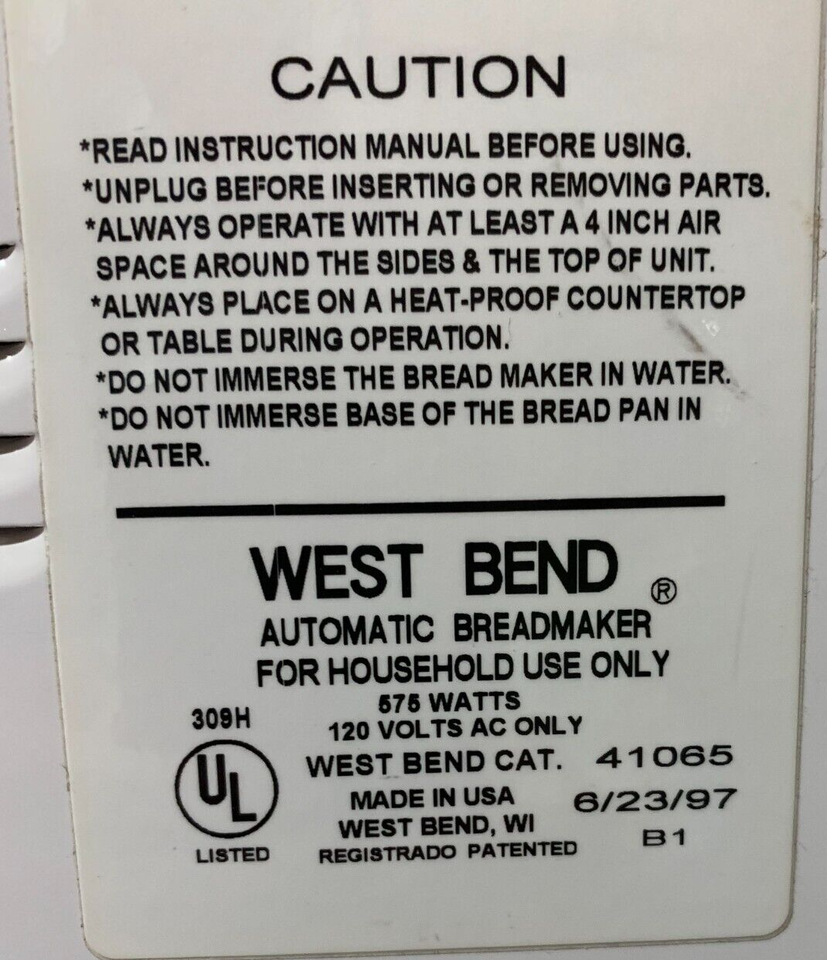 CAUTION
*READ INSTRUCTION MANUAL BEFORE USING.
*UNPLUG BEFORE INSERTING OR REMOVING PARTS.
*ALWAYS OPERATE WITH AT LEAST A 4 INCH AIR
SPACE AROUND THE SIDES & THE TOP OF UNIT.
*ALWAYS PLACE ON A HEAT-PROOF COUNTERTOP
OR TABLE DURING OPERATION.
*DO NOT IMMERSE THE BREAD MAKER IN WATER.
*DO NOT IMMERSE BASE OF THE BREAD PAN IN
WATER.
WEST BEND ®
AUTOMATIC BREADMAKER
FOR HOUSEHOLD USE ONLY
575 WATTS
309H 120 VOLTS AC ONLY
UL WEST BEND CAT. 41065
MADE IN USA 6/23/97
WEST BEND, WI B1
LISTED REGISTRADO PATENTED